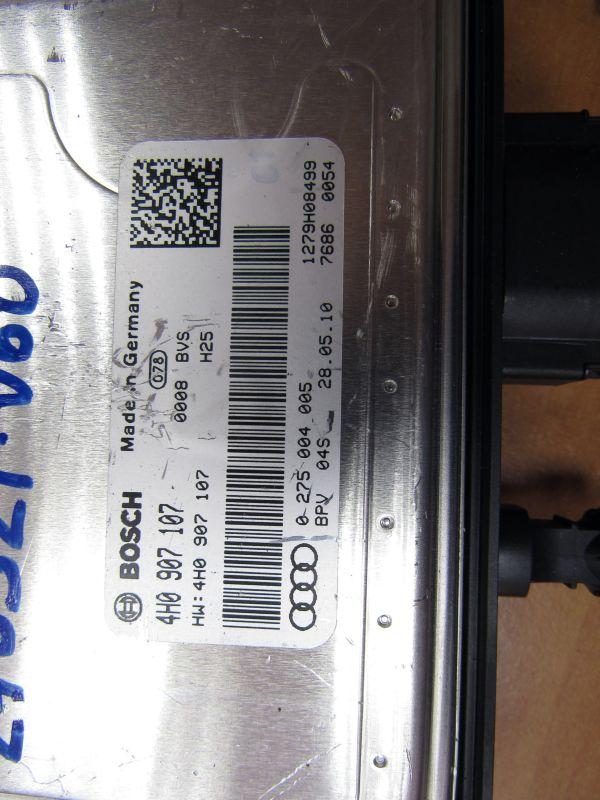 BOSCH Made in Germany
4H0 907 107 078
0008 BVS
HW:4H0 907 107 H25
0 275 004 005 1279H08499
BPV 04S 28.05.10 7686 0054